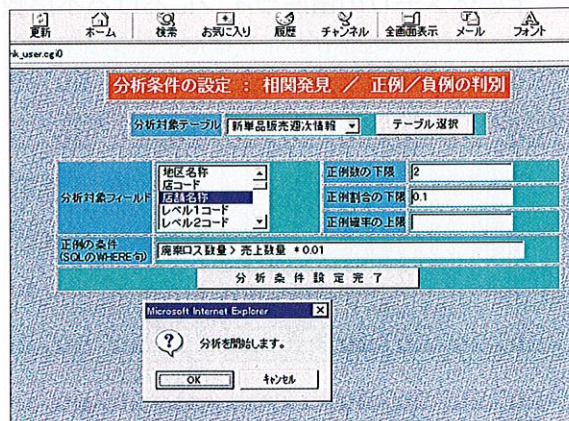 更新 ホーム 検索 お気に入り 履歴 チャンネル 全画面表示 メール フォント
nk_user.cgi0
分析条件の設定 : 相関発見 / 正例/負例の判別
分析対象テーブル 新単品販売週次情報 テーブル選択
分析対象フィールド
地区名称
店コード
店舗名称
レベル1コード
レベル2コード
正例数の下限 2
正例割合の下限 0.1
正例確率の上限
正例の条件
(SQLのWHERE句)
廃棄ロス数量 > 売上数量 * 0.01
分析条件設定完了
Microsoft Internet Explorer
分析を開始します。
OK キャンセル